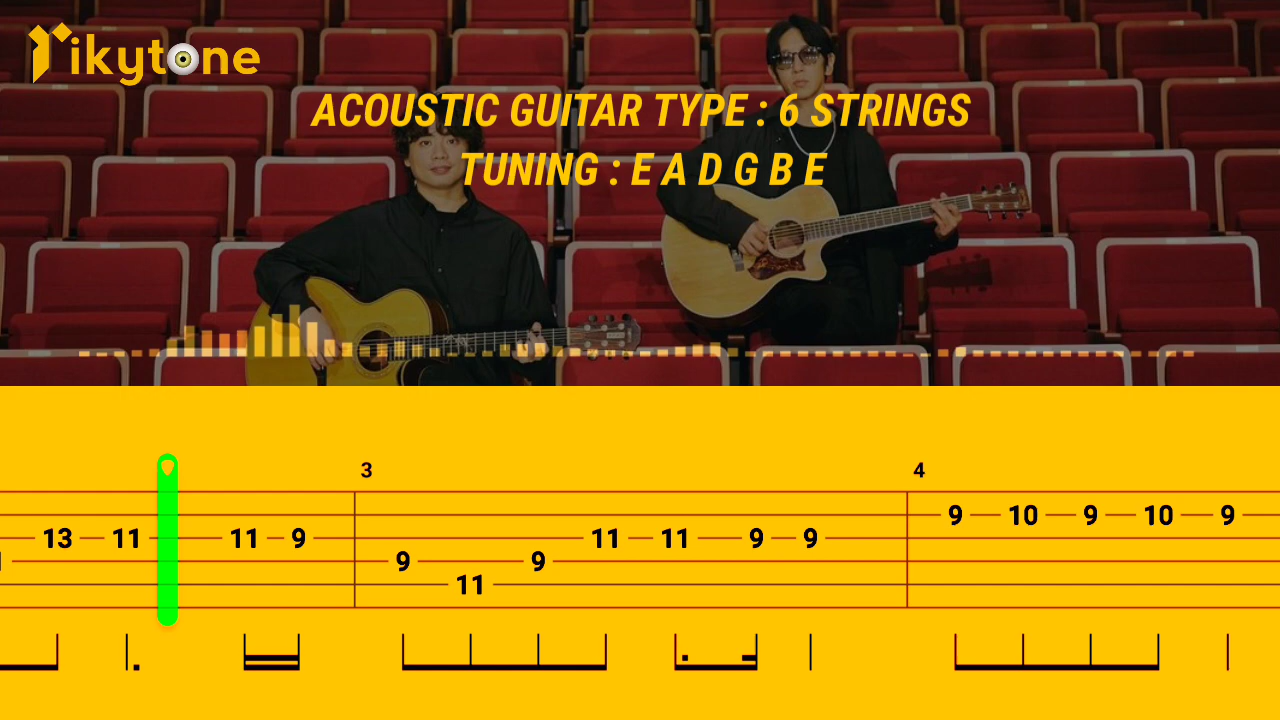 rikytone
ACOUSTIC GUITAR TYPE : 6 STRINGS
TUNING : E A D G B E
3
4
9 10 9 10 9
13 11 11 9 11 11 9 9
9 9
11